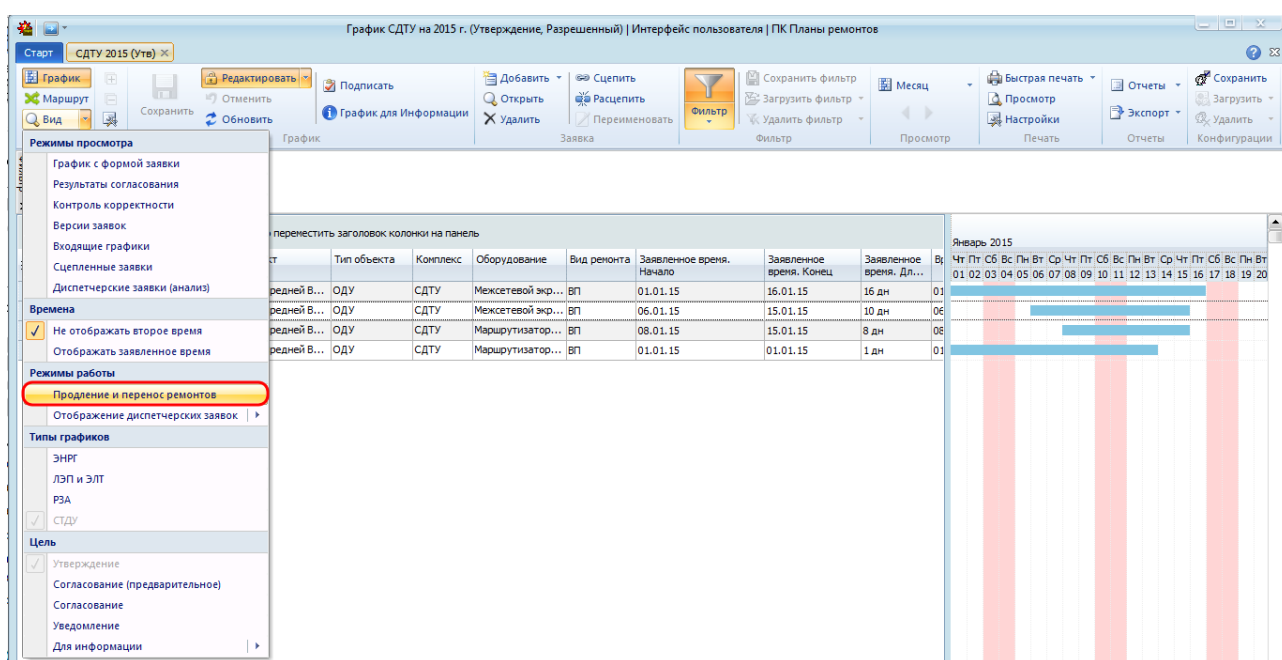 График СДТУ на 2015 г. (Утверждение, Разрешенный) | Интерфейс пользователя | ПК Планы ремонтов
Старт СДТУ 2015 (Утв)
График Редактировать Подписать Добавить Сцепить Сохранить фильтр Месяц Быстрая печать Отчеты Сохранить
Маршрут Сохранить Отменить Открыть Расцепить Фильтр Загрузить фильтр Просмотр Загрузить
Вид Обновить График для Информации Удалить Переименовать Удалить фильтр Настройки Экспорт Удалить
График Заявка Фильтр Просмотр Печать Отчеты Конфигурации
Режимы просмотра
График с формой заявки
Результаты согласования
Контроль корректности
Версии заявок
Входящие графики
Сцепленные заявки
Диспетчерские заявки (анализ)
Времена
Не отображать второе время
Отображать заявленное время
Режимы работы
Продление и перенос ремонтов
Отображение диспетчерских заявок
Типы графиков
ЭНРГ
ЛЭП и ЭЛТ
РЗА
СТДУ
Цель
Утверждение
Согласование (предварительное)
Согласование
Уведомление
Для информации
переместить заголовок колонки на панель
Тип объекта Комплекс Оборудование Вид ремонта Заявленное время. Начало Заявленное время. Конец Заявленное время. Дл... Вр
редней В... ОДУ СДТУ Межсетевой экр... ВП 01.01.15 16.01.15 16 дн 01
редней В... ОДУ СДТУ Межсетевой экр... ВП 06.01.15 15.01.15 10 дн 06
редней В... ОДУ СДТУ Маршрутизатор... ВП 08.01.15 15.01.15 8 дн 08
редней В... ОДУ СДТУ Маршрутизатор... ВП 01.01.15 01.01.15 1 дн 01
Январь 2015
Чт Пт Сб Вс Пн Вт Ср Чт Пт Сб Вс Пн Вт Ср Чт Пт Сб Вс Пн Вт
01 02 03 04 05 06 07 08 09 10 11 12 13 14 15 16 17 18 19 20